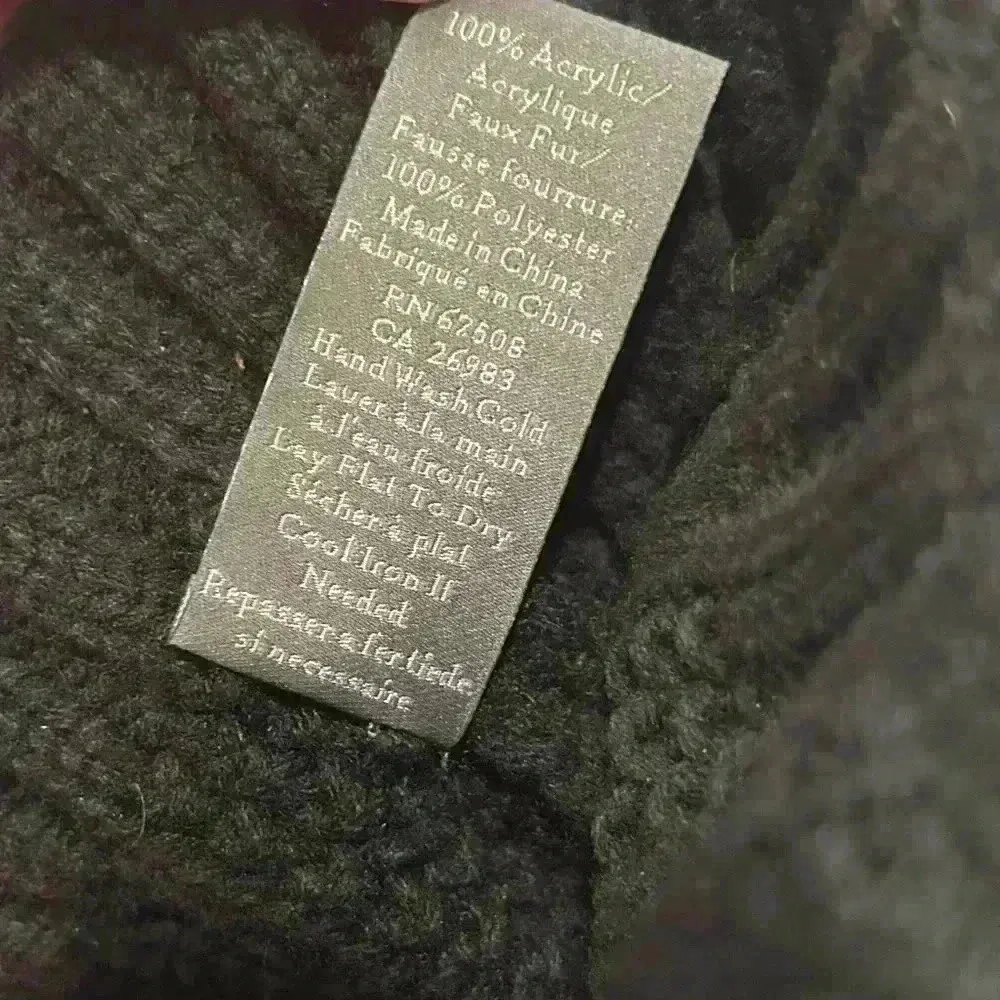 100% Acrylic/
Acrylique
Faux Fur/
Fausse fourrure:
100% Polyester
Made in China
Fabriqué en Chine
RN 67508
CA 26983
Hand Wash Cold
Laver à la main
à l'eau froide
Lay Flat To Dry
Sécher à plat
Cool Iron If
Needed
Repasser a fer tiede
si necessaire